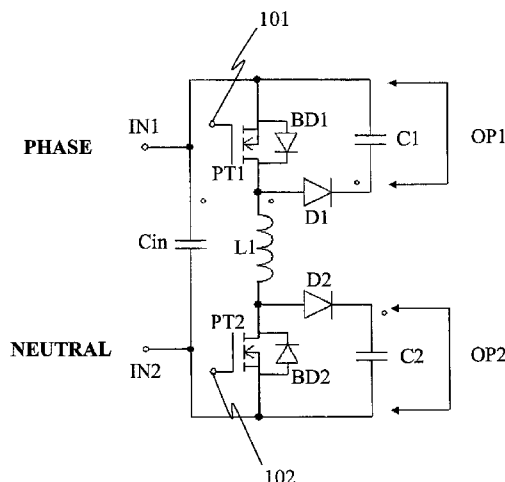 101
IN1
BD1
C1
OP1
PHASE
PT1
D1
Cin
L1
D2
PT2
NEUTRAL
IN2
BD2
C2
OP2
102